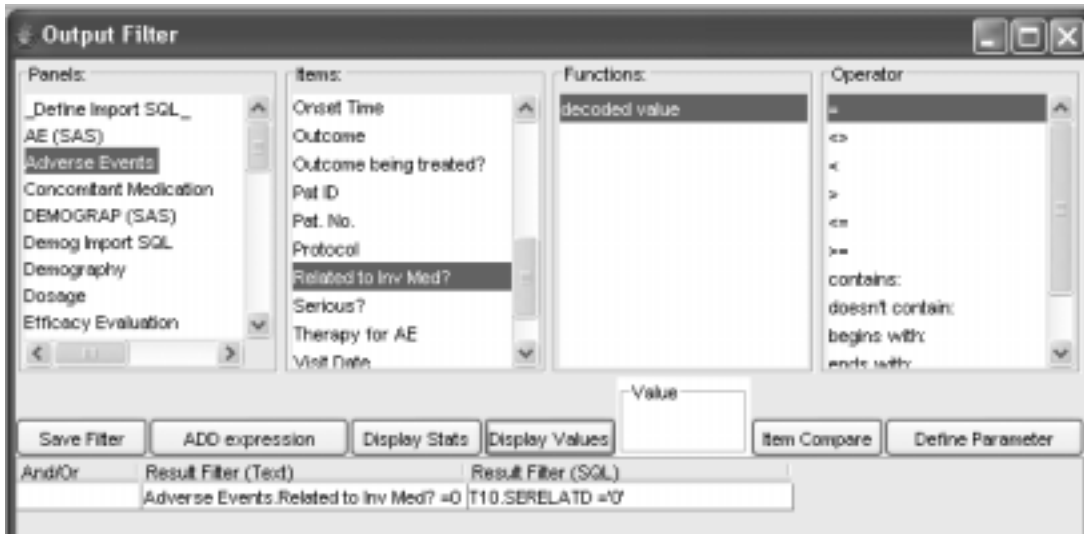 Output Filter
Panels:
_Define Import SQL_
AE (SAS)
Adverse Events
Concomitant Medication
DEMOGRAP (SAS)
Demog Import SQL
Demography
Dosage
Efficacy Evaluation
Items:
Onset Time
Outcome
Outcome being treated?
Pat ID
Pat. No.
Protocol
Related to Inv Med?
Serious?
Therapy for AE
Visit Date
Functions:
decoded value
Operator
=
<>
<
>
<=
>=
contains:
doesn't contain:
begins with:
ends with:
Value
Save Filter ADD expression Display Stats Display Values Item Compare Define Parameter
And/Or Result Filter (Text) Result Filter (SQL)
Adverse Events.Related to Inv Med? =0 T10.SERELATD ='0'